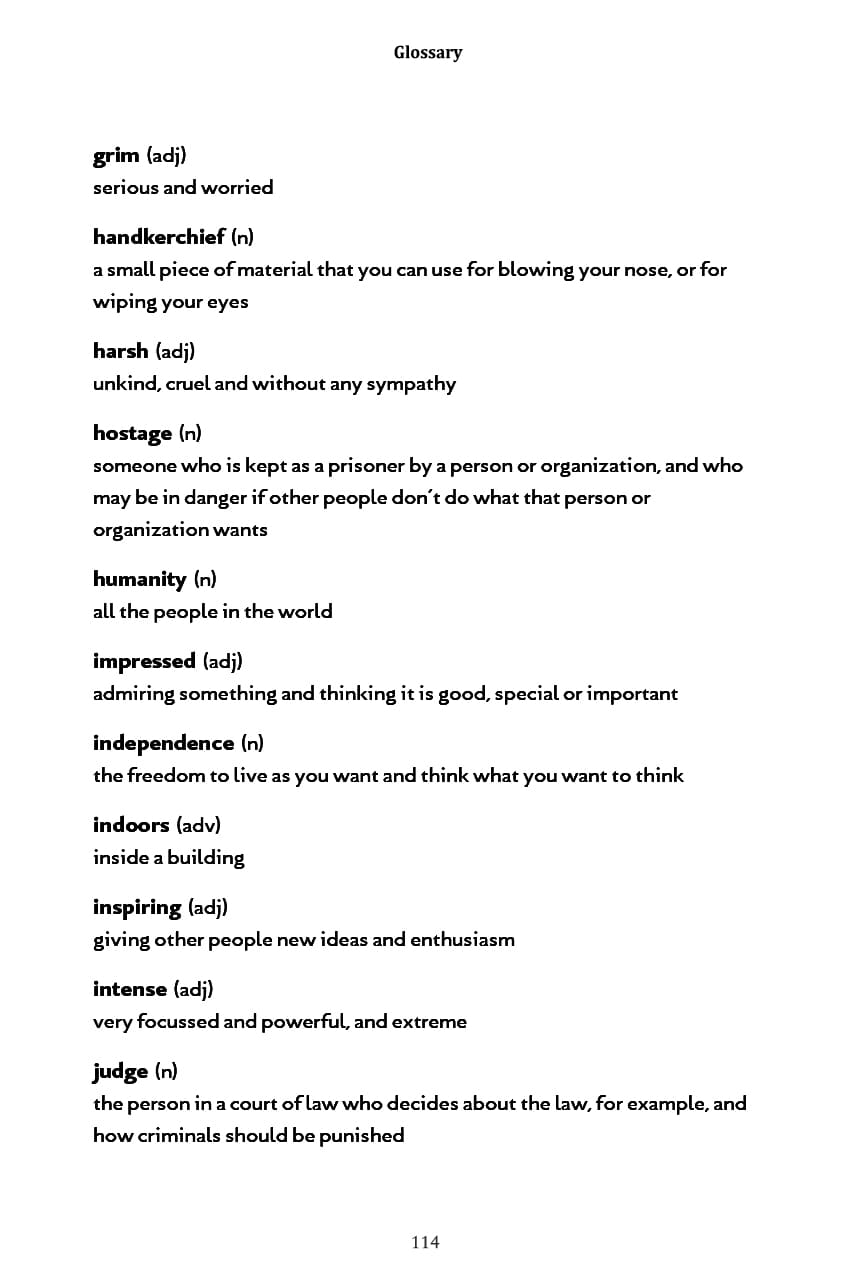 Glossary
grim (adj)
serious and worried
handkerchief (n)
a small piece of material that you can use for blowing your nose, or for
wiping your eyes
harsh (adj)
unkind, cruel and without any sympathy
hostage (n)
someone who is kept as a prisoner by a person or organization, and who
may be in danger if other people don't do what that person or
organization wants
humanity (n)
all the people in the world
impressed (adj)
admiring something and thinking it is good, special or important
independence (n)
the freedom to live as you want and think what you want to think
indoors (adv)
inside a building
inspiring (adj)
giving other people new ideas and enthusiasm
intense (adj)
very focussed and powerful, and extreme
judge (n)
the person in a court of law who decides about the law, for example, and
how criminals should be punished
114